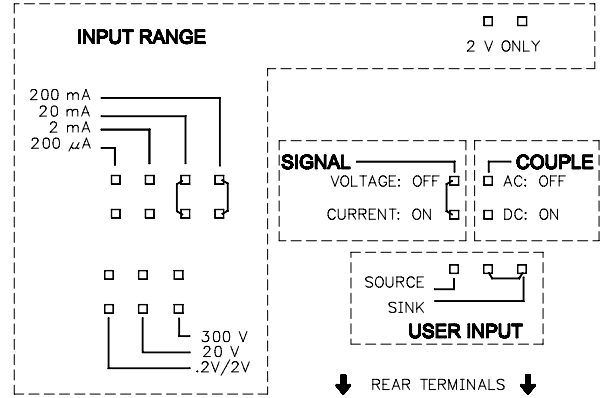 INPUT RANGE
2 V ONLY
200 mA
20 mA
2 mA
200 μA
SIGNAL
VOLTAGE: OFF
CURRENT: ON
COUPLE
AC: OFF
DC: ON
SOURCE
SINK
USER INPUT
300 V
20 V
.2V/2V
REAR TERMINALS